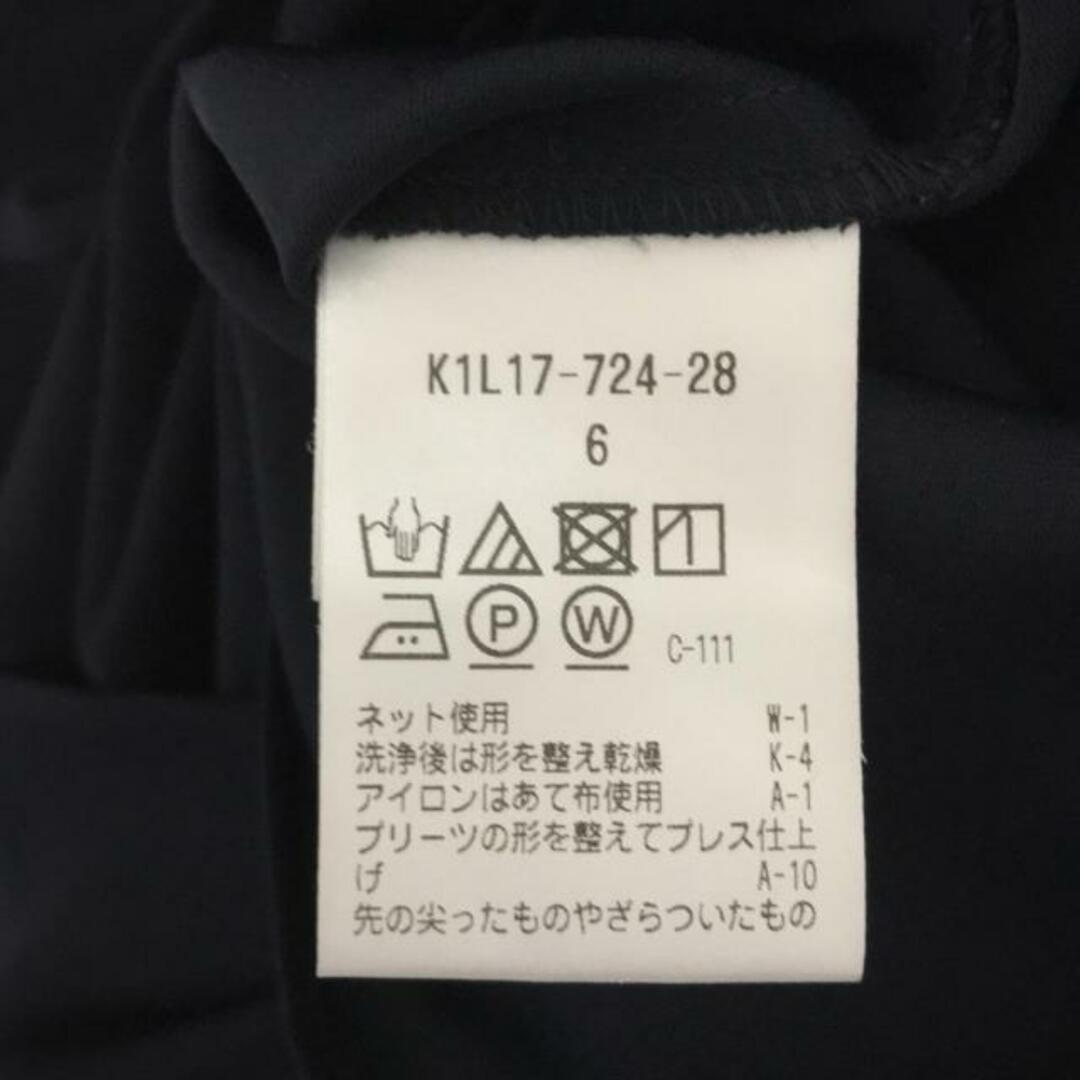 K1L17-724-28
6
P W C-111
ネット使用 W-1
洗浄後は形を整え乾燥 K-4
アイロンはあて布使用 A-1
プリーツの形を整えてプレス仕上
げ A-10
先の尖ったものやざらついたもの